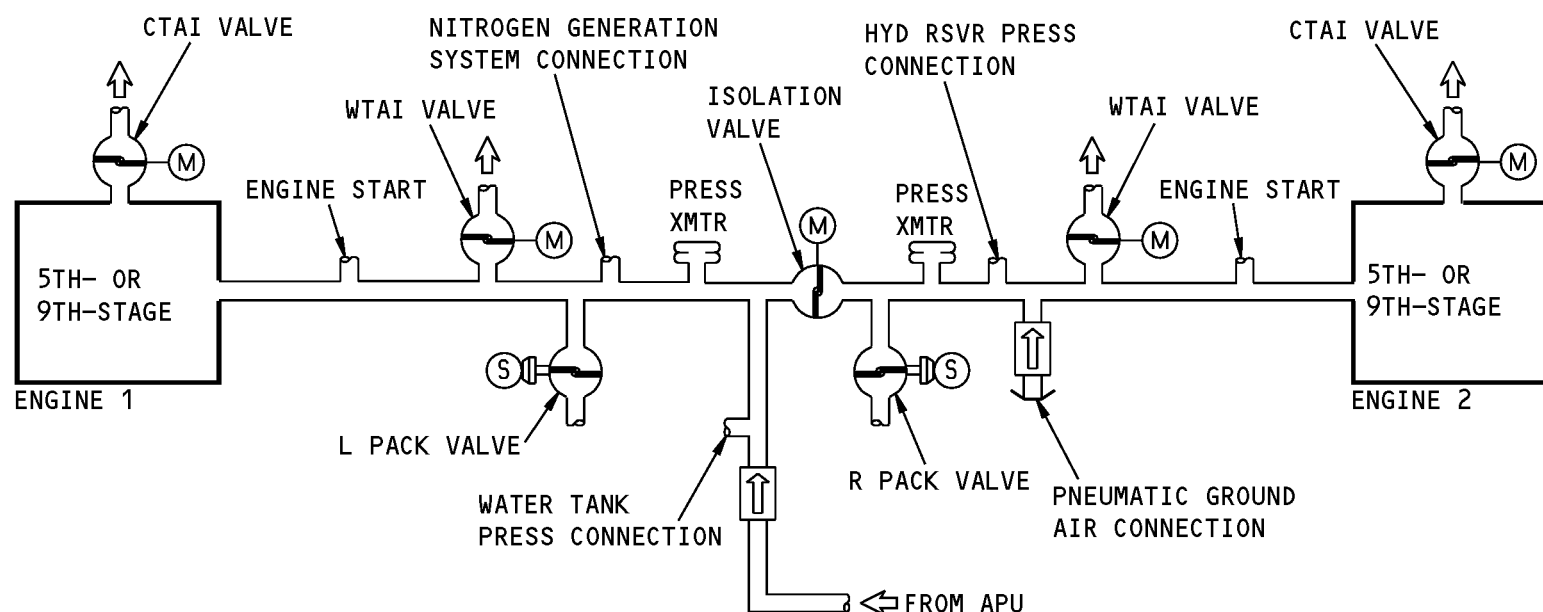 CTAI VALVE
NITROGEN GENERATION
SYSTEM CONNECTION
HYD RSVR PRESS
CONNECTION
CTAI VALVE
WTAI VALVE
ISOLATION
VALVE
WTAI VALVE
M
ENGINE START
PRESS
XMTR
PRESS
XMTR
ENGINE START
M
M
M
M
5TH– OR
9TH–STAGE
5TH– OR
9TH–STAGE
S
S
ENGINE 1
ENGINE 2
L PACK VALVE
R PACK VALVE
WATER TANK
PRESS CONNECTION
PNEUMATIC GROUND
AIR CONNECTION
FROM APU